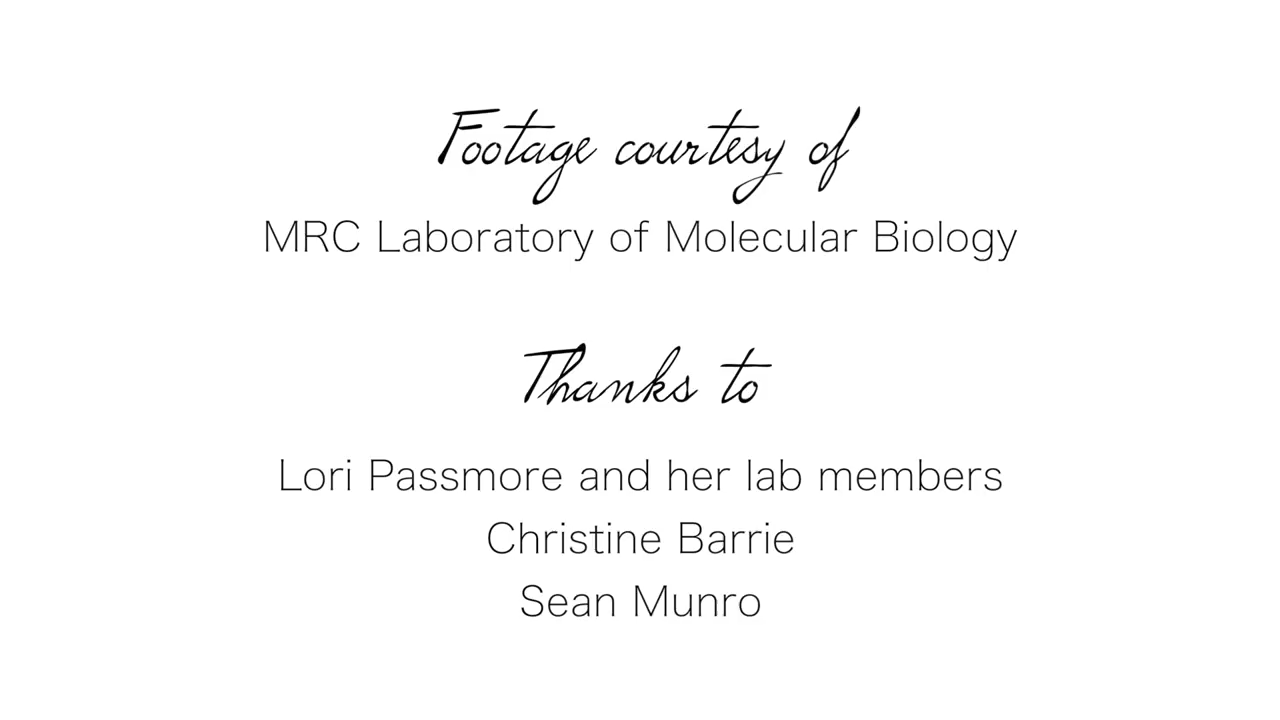 Footage courtesy of
MRC Laboratory of Molecular Biology
Thanks to
Lori Passmore and her lab members
Christine Barrie
Sean Munro